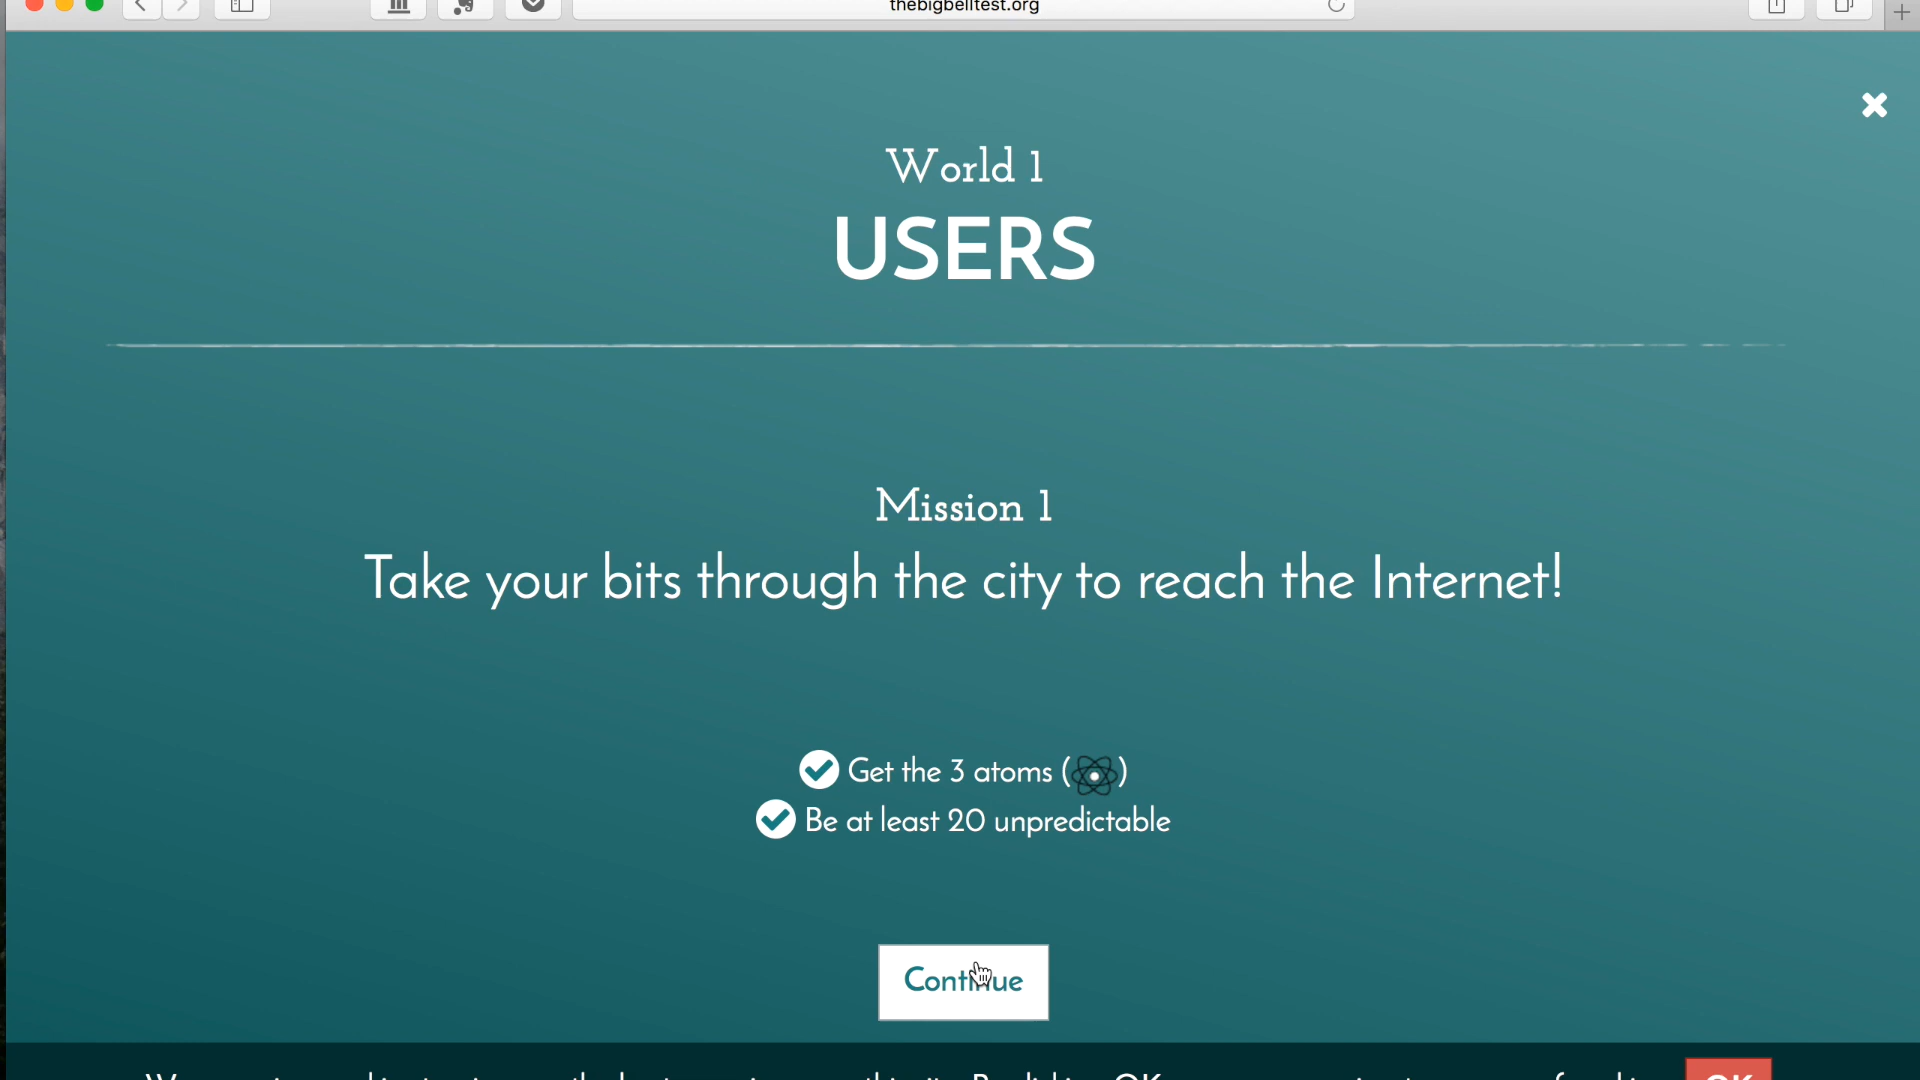 thebigbelltest.org
World 1
USERS
Mission 1
Take your bits through the city to reach the Internet!
Get the 3 atoms ( )
Be at least 20 unpredictable
Continue
OK